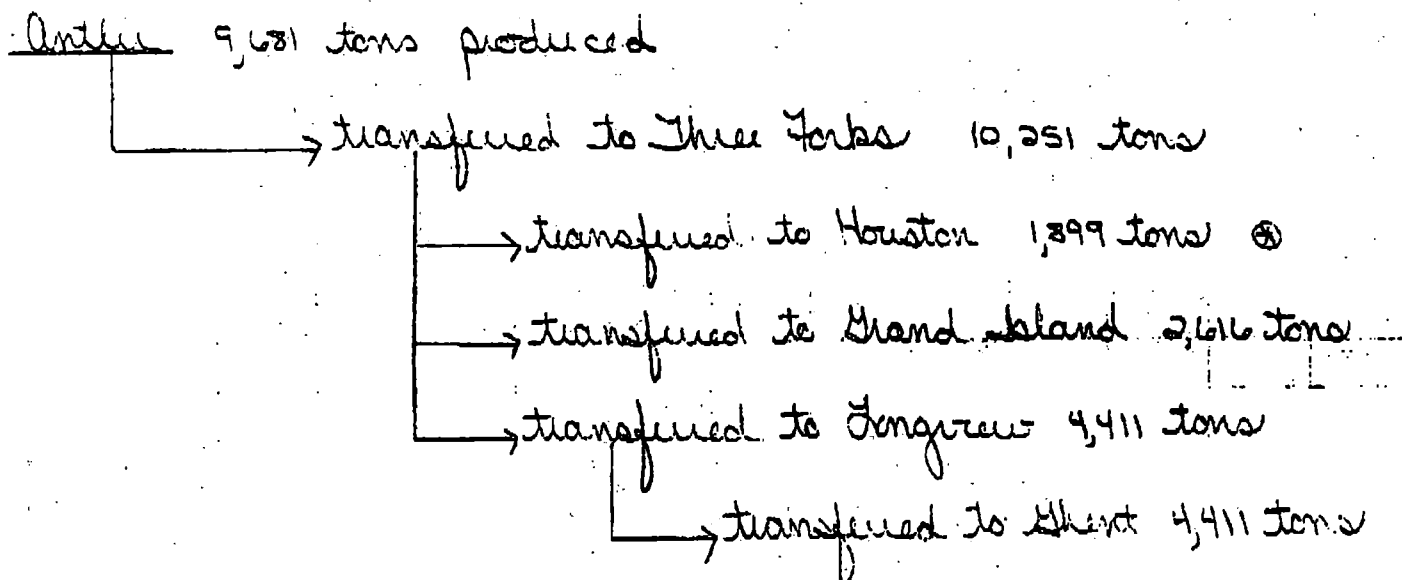 Antler 9,681 tons produced
transferred to Three Forks 10,251 tons
transferred to Houston 1,899 tons ⊛
transferred to Grand Island 2,616 tons
transferred to Longview 4,411 tons
transferred to Ghent 4,411 tons